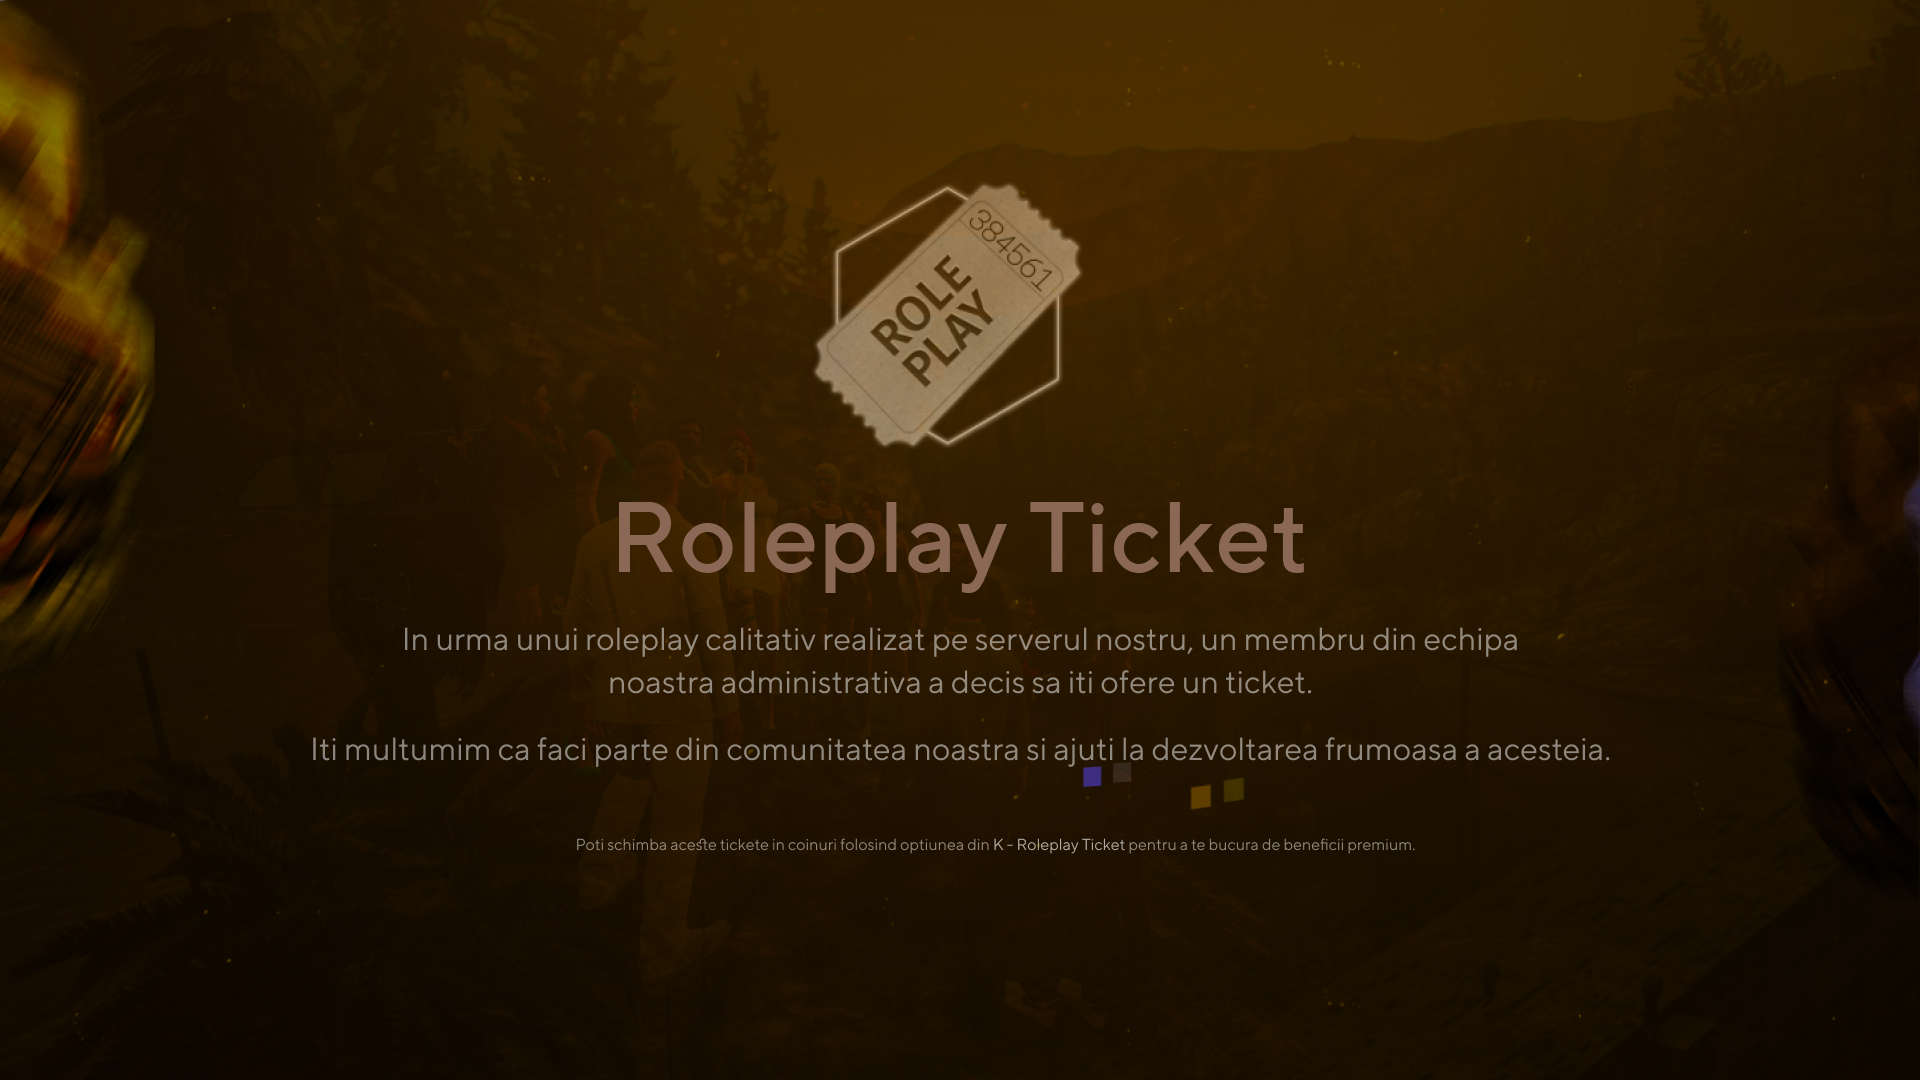 384561
ROLE
PLAY
Roleplay Ticket
In urma unui roleplay calitativ realizat pe serverul nostru, un membru din echipa
noastra administrativa a decis sa iti ofere un ticket.
Iti multumim ca faci parte din comunitatea noastra si ajuti la dezvoltarea frumoasa a acesteia.
Poti schimba aceste tickete in coinuri folosind optiunea din K - Roleplay Ticket pentru a te bucura de beneficii premium.